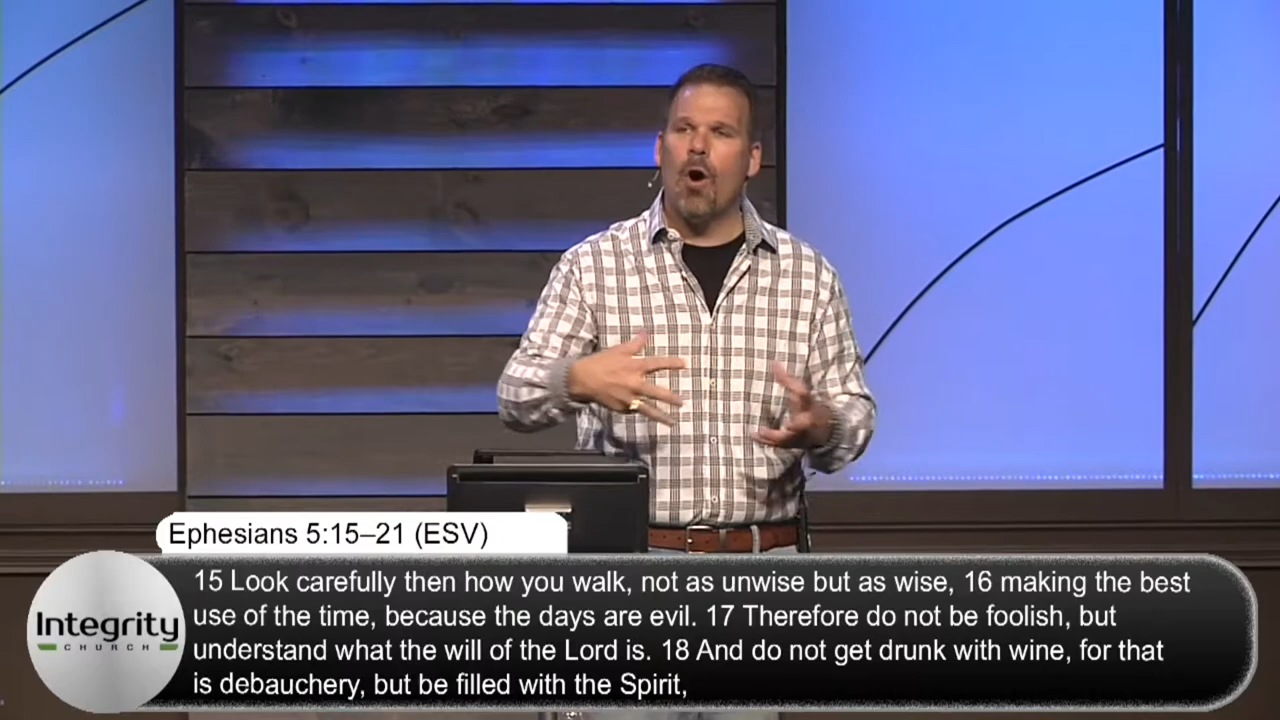 Ephesians 5:15–21 (ESV)
15 Look carefully then how you walk, not as unwise but as wise, 16 making the best
use of the time, because the days are evil. 17 Therefore do not be foolish, but
understand what the will of the Lord is. 18 And do not get drunk with wine, for that
is debauchery, but be filled with the Spirit,
Integrity
CHURCH